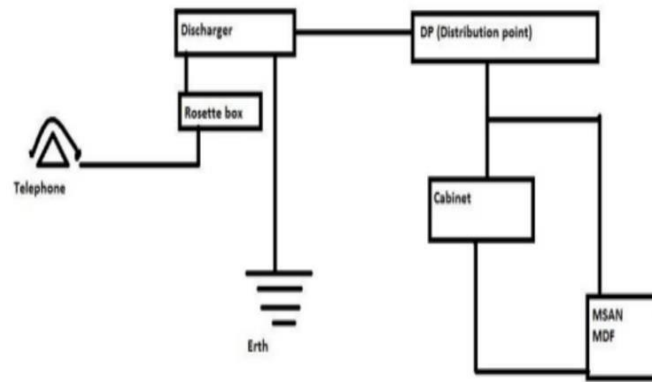 Discharger
DP (Distribution point)
Rosette box
Telephone
Cabinet
Erth
MSAN
MDF